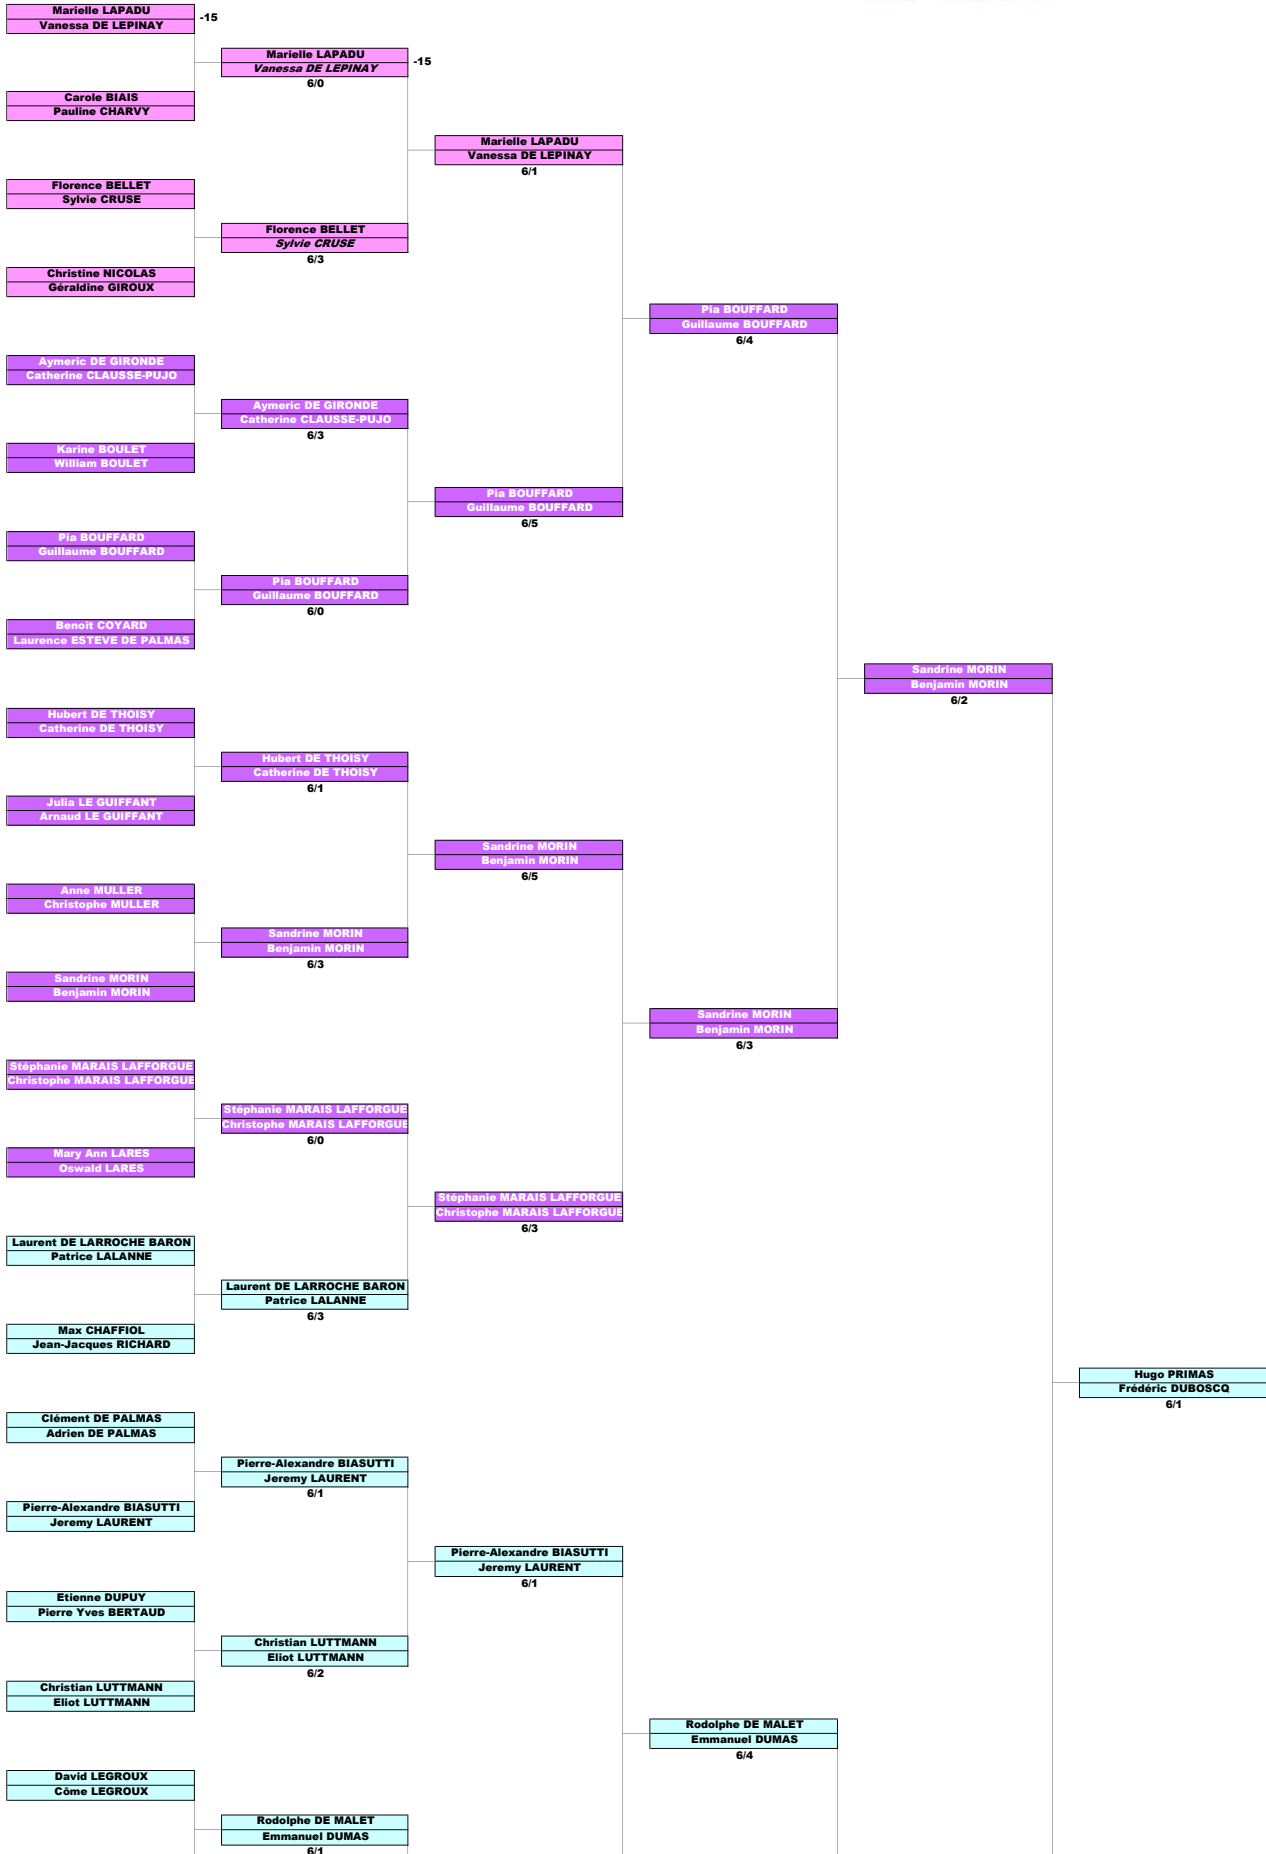 Marielle LAPADU
Vanessa DE LEPINAY
-15
Marielle LAPADU
Vanessa DE LEPINAY
-15
6/0
Carole BIAIS
Pauline CHARVY
Marielle LAPADU
Vanessa DE LEPINAY
6/1
Florence BELLET
Sylvie CRUSE
Florence BELLET
Sylvie CRUSE
6/3
Christine NICOLAS
Géraldine GIROUX
Pia BOUFFARD
Guillaume BOUFFARD
6/4
Aymeric DE GIRONDE
Catherine CLAUSSE-PUJO
Aymeric DE GIRONDE
Catherine CLAUSSE-PUJO
6/3
Karine BOULET
William BOULET
Pia BOUFFARD
Guillaume BOUFFARD
6/5
Pia BOUFFARD
Guillaume BOUFFARD
Pia BOUFFARD
Guillaume BOUFFARD
6/0
Benoit COYARD
Laurence ESTEVE DE PALMAS
Sandrine MORIN
Benjamin MORIN
6/2
Hubert DE THOISY
Catherine DE THOISY
Hubert DE THOISY
Catherine DE THOISY
6/1
Julia LE GUIFFANT
Arnaud LE GUIFFANT
Sandrine MORIN
Benjamin MORIN
6/5
Anne MULLER
Christophe MULLER
Sandrine MORIN
Benjamin MORIN
6/3
Sandrine MORIN
Benjamin MORIN
Sandrine MORIN
Benjamin MORIN
6/3
Stéphanie MARAIS LAFFORGUE
Christophe MARAIS LAFFORGUE
Stéphanie MARAIS LAFFORGUE
Christophe MARAIS LAFFORGUE
6/0
Mary Ann LARES
Oswald LARES
Stéphanie MARAIS LAFFORGUE
Christophe MARAIS LAFFORGUE
6/3
Laurent DE LARROCHE BARON
Patrice LALANNE
Laurent DE LARROCHE BARON
Patrice LALANNE
6/3
Max CHAFFIOL
Jean-Jacques RICHARD
Hugo PRIMAS
Frédéric DUBOSCQ
6/1
Clément DE PALMAS
Adrien DE PALMAS
Pierre-Alexandre BIASUTTI
Jeremy LAURENT
6/1
Pierre-Alexandre BIASUTTI
Jeremy LAURENT
Pierre-Alexandre BIASUTTI
Jeremy LAURENT
6/1
Etienne DUPUY
Pierre Yves BERTAUD
Christian LUTTMANN
Eliot LUTTMANN
6/2
Christian LUTTMANN
Eliot LUTTMANN
Rodolphe DE MALET
Emmanuel DUMAS
6/4
David LEGROUX
Côme LEGROUX
Rodolphe DE MALET
Emmanuel DUMAS
6/1